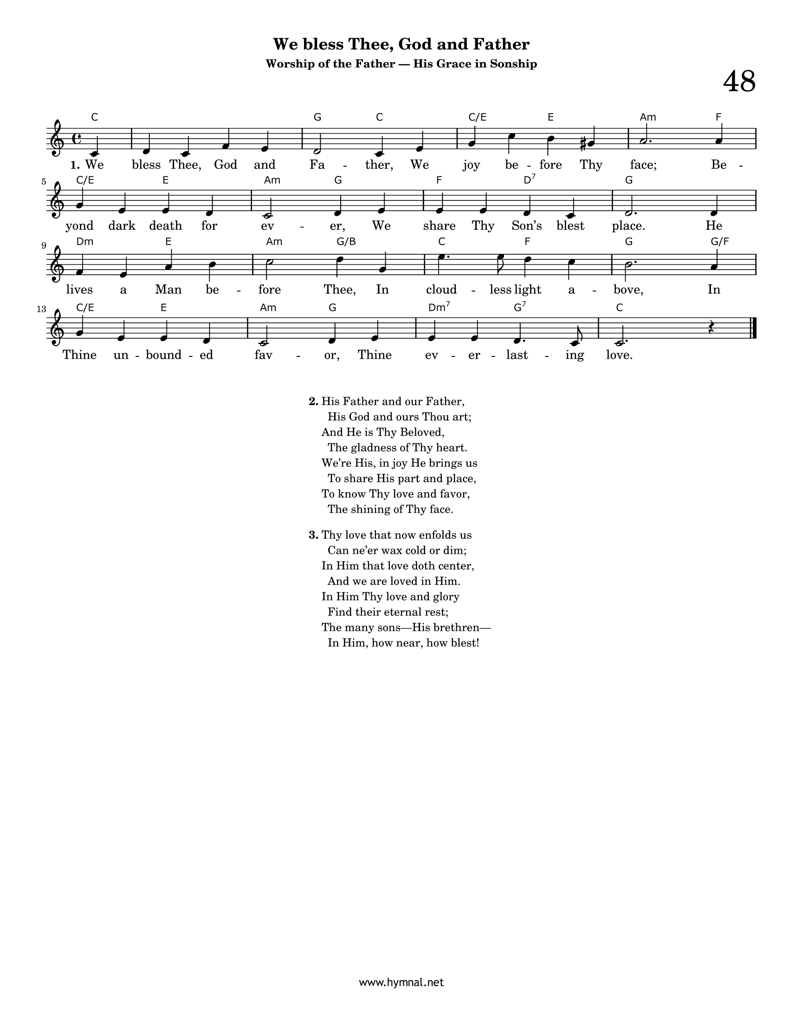 We bless Thee, God and Father
Worship of the Father — His Grace in Sonship
48
C G C C/E E Am F
1. We bless Thee, God and Fa - ther, We joy be - fore Thy face; Be -
5 C/E E Am G F D7 G
yond dark death for ev - er, We share Thy Son's blest place. He
9 Dm E Am G/B C F G G/F
lives a Man be - fore Thee, In cloud - less light a - bove, In
13 C/E E Am G Dm7 G7 C
Thine un - bound - ed fav - or, Thine ev - er - last - ing love.
2. His Father and our Father,
His God and ours Thou art;
And He is Thy Beloved,
The gladness of Thy heart.
We're His, in joy He brings us
To share His part and place,
To know Thy love and favor,
The shining of Thy face.
3. Thy love that now enfolds us
Can ne'er wax cold or dim;
In Him that love doth center,
And we are loved in Him.
In Him Thy love and glory
Find their eternal rest;
The many sons—His brethren—
In Him, how near, how blest!
www.hymnal.net